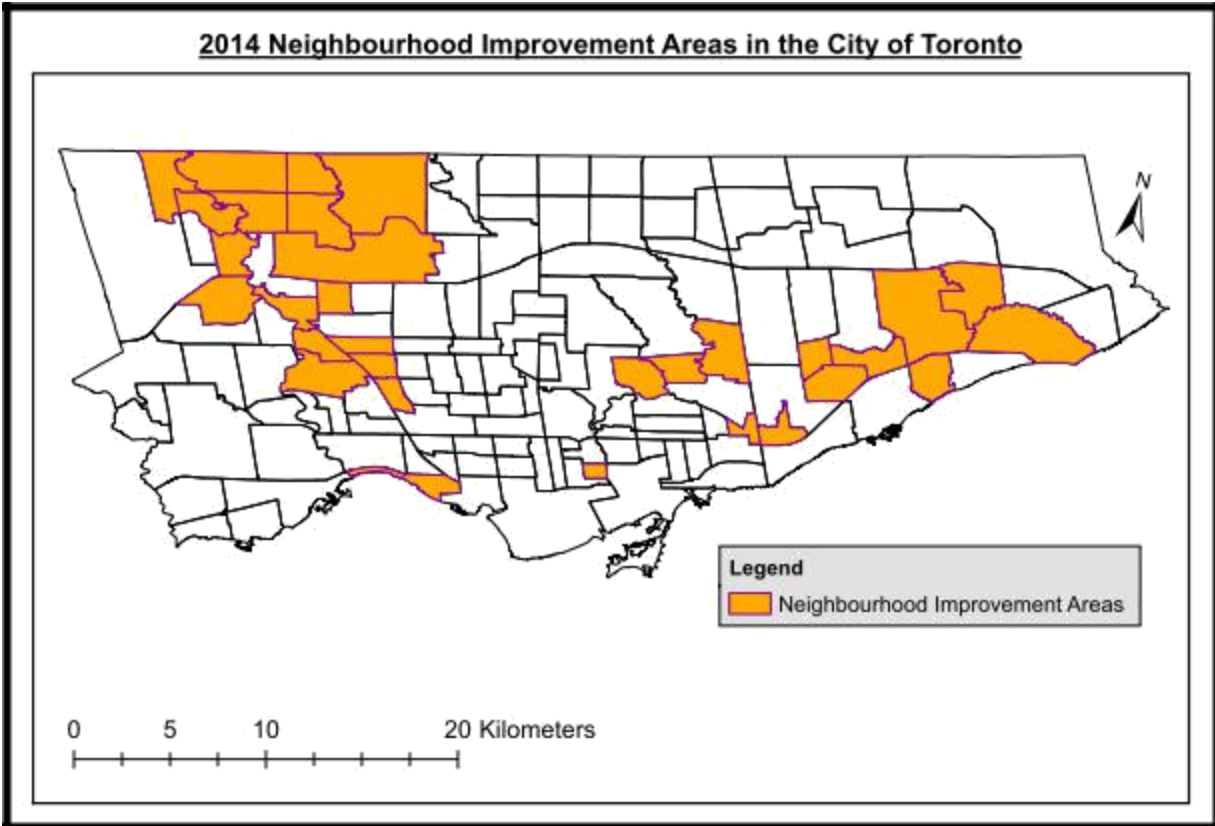 2014 Neighbourhood Improvement Areas in the City of Toronto
N
Legend
Neighbourhood Improvement Areas
0 5 10 20 Kilometers